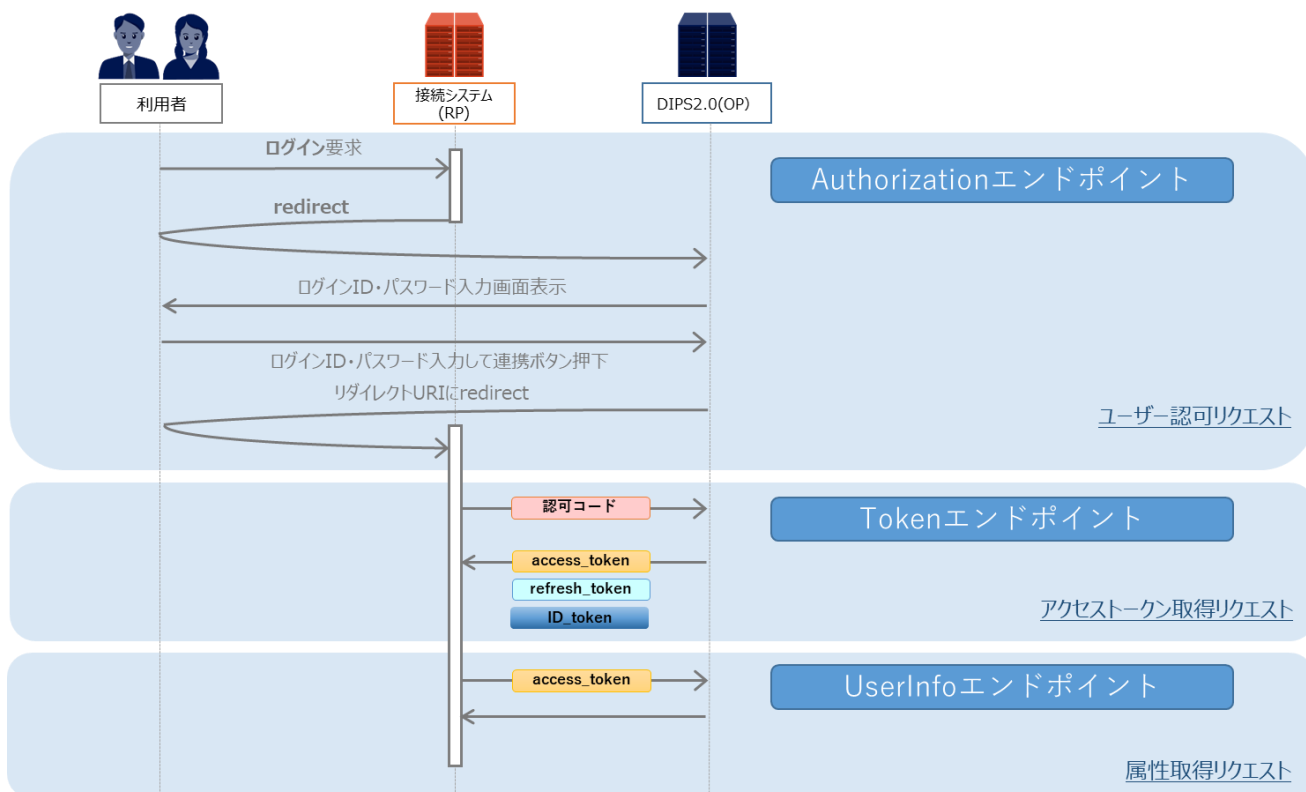 利用者
接続システム
(RP)
DIPS2.0(OP)
ログイン要求
Authorizationエンドポイント
redirect
ログインID・パスワード入力画面表示
ログインID・パスワード入力して連携ボタン押下
リダイレクトURIにredirect
ユーザー認可リクエスト
認可コード
Tokenエンドポイント
access_token
refresh_token
ID_token
アクセストークン取得リクエスト
access_token
UserInfoエンドポイント
属性取得リクエスト